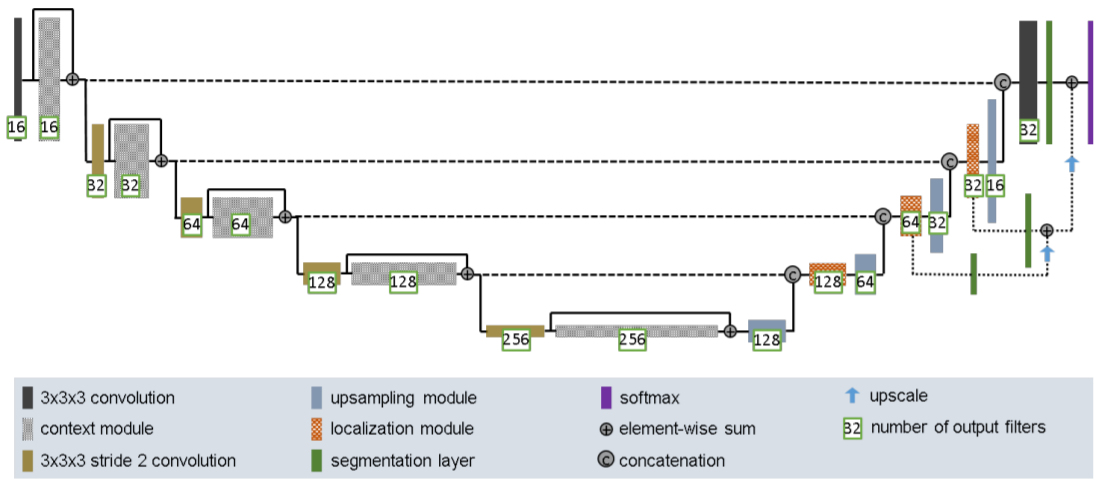 c
16
16
32
c
32
32
32
16
64
64
c
64
32
c
128
128
c
128
64
256
256
128
3x3x3 convolution
upsampling module
softmax
upscale
context module
localization module
element-wise sum
32
number of output filters
3x3x3 stride 2 convolution
segmentation layer
C
concatenation